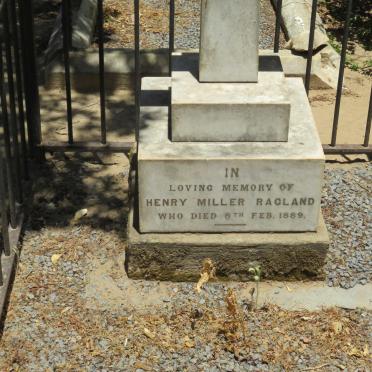 IN
LOVING MEMORY OF
HENRY MILLER RAGLAND
WHO DIED 6TH FEB. 1889.